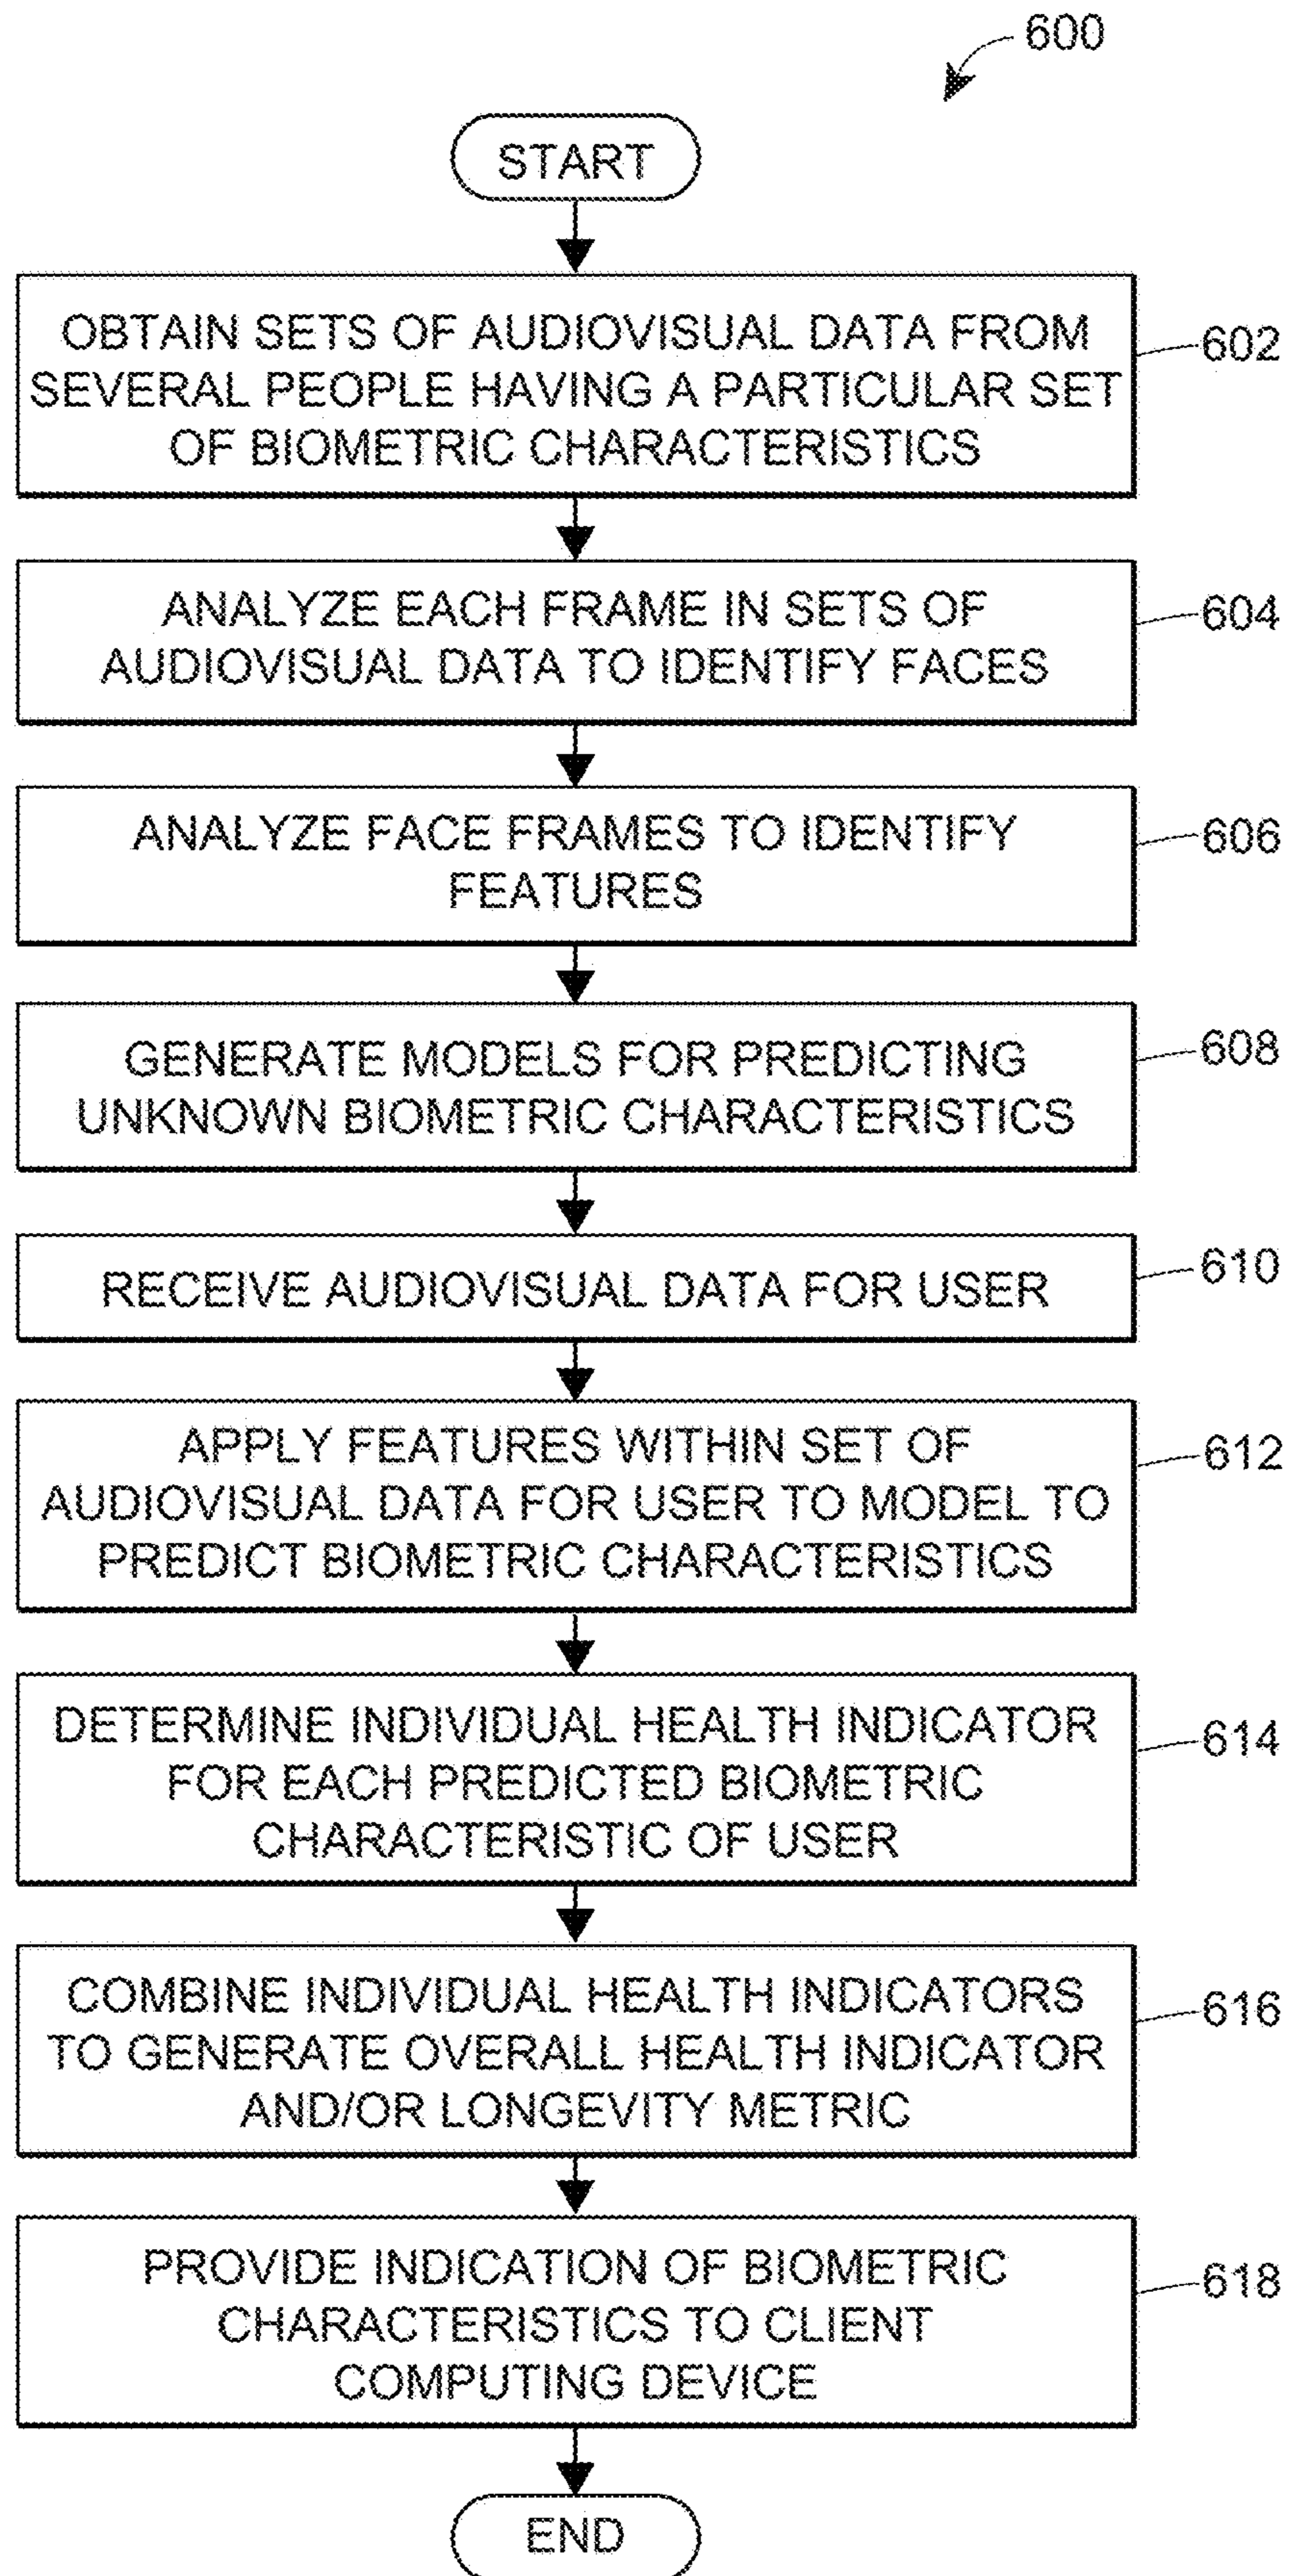 600
START
OBTAIN SETS OF AUDIOVISUAL DATA FROM
SEVERAL PEOPLE HAVING A PARTICULAR SET
OF BIOMETRIC CHARACTERISTICS
602
ANALYZE EACH FRAME IN SETS OF
AUDIOVISUAL DATA TO IDENTIFY FACES
604
ANALYZE FACE FRAMES TO IDENTIFY
FEATURES
606
GENERATE MODELS FOR PREDICTING
UNKNOWN BIOMETRIC CHARACTERISTICS
608
RECEIVE AUDIOVISUAL DATA FOR USER
610
APPLY FEATURES WITHIN SET OF
AUDIOVISUAL DATA FOR USER TO MODEL TO
PREDICT BIOMETRIC CHARACTERISTICS
612
DETERMINE INDIVIDUAL HEALTH INDICATOR
FOR EACH PREDICTED BIOMETRIC
CHARACTERISTIC OF USER
614
COMBINE INDIVIDUAL HEALTH INDICATORS
TO GENERATE OVERALL HEALTH INDICATOR
AND/OR LONGEVITY METRIC
616
PROVIDE INDICATION OF BIOMETRIC
CHARACTERISTICS TO CLIENT
COMPUTING DEVICE
618
END